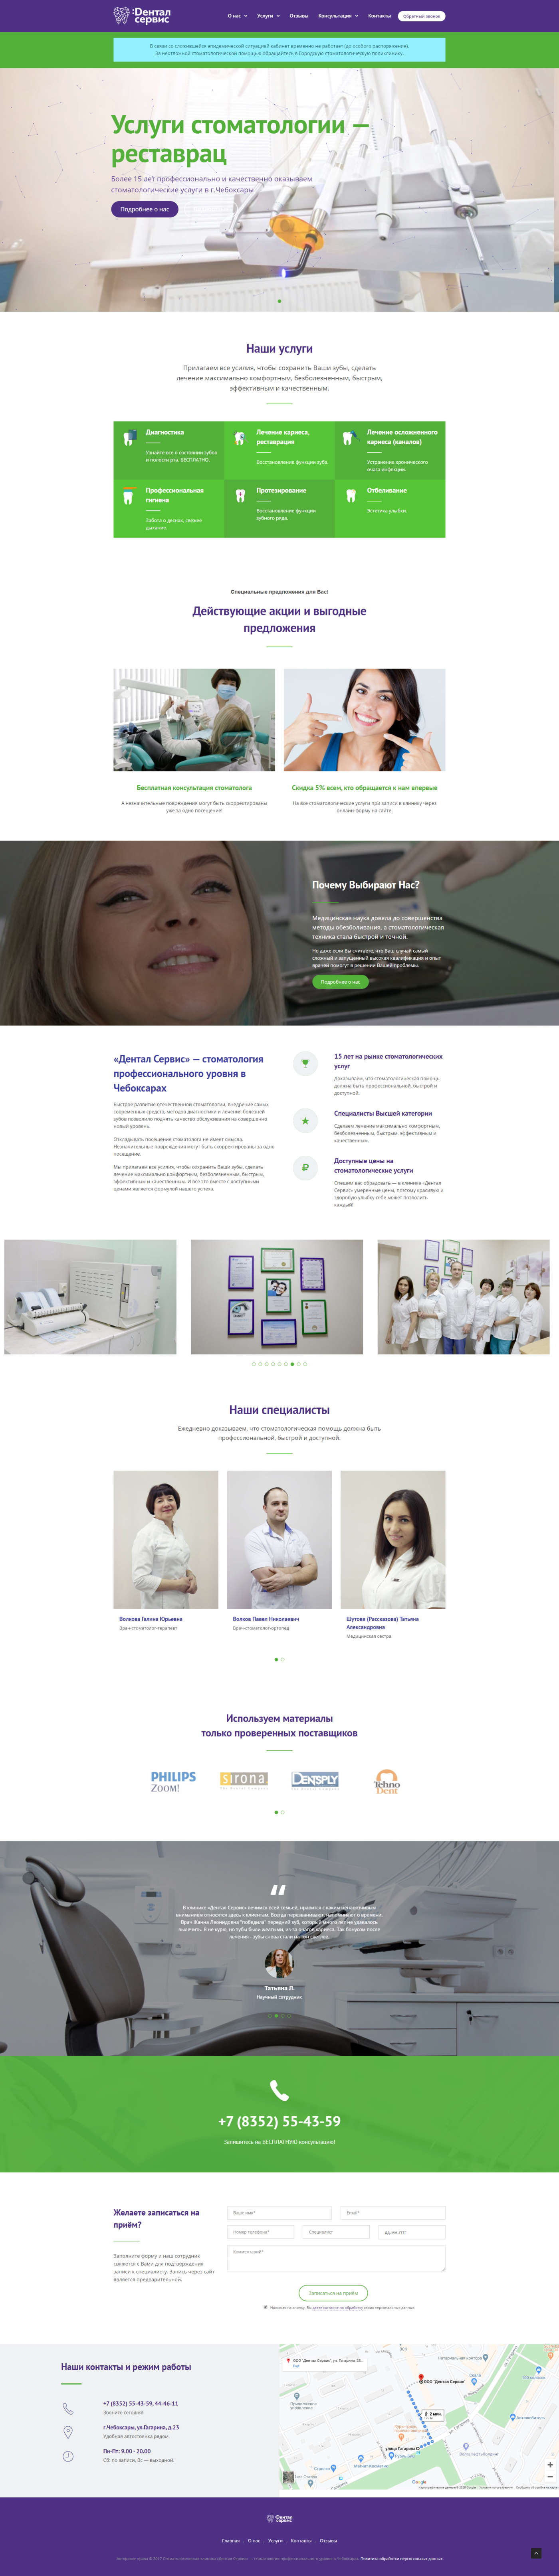 :Dентал
сервис
О нас
Услуги
Отзывы
Консультация
Контакты
Обратный звонок
В связи со сложившейся эпидемической ситуацией кабинет временно не работает (до особого распоряжения).
За неотложной стоматологической помощью обращайтесь в Городскую стоматологическую поликлинику.
Услуги стоматологии —
реставрац
Более 15 лет профессионально и качественно оказываем
стоматологические услуги в г.Чебоксары
Подробнее о нас
Наши услуги
Прилагаем все усилия, чтобы сохранить Ваши зубы, сделать
лечение максимально комфортным, безболезненным, быстрым,
эффективным и качественным.
Диагностика
Узнайте все о состоянии зубов
и полости рта. БЕСПЛАТНО.
Лечение кариеса,
реставрация
Восстановление функции зуба.
Лечение осложненного
кариеса (каналов)
Устранение хронического
очага инфекции.
Профессиональная
гигиена
Забота о деснах, свежее
дыхание.
Протезирование
Восстановление функции
зубного ряда.
Отбеливание
Эстетика улыбки
Специальные предложения для Вас!
Действующие акции и выгодные
предложения
Бесплатная консультация стоматолога
А незначительные повреждения могут быть скорректированы
уже за одно посещение!
Скидка 5% всем, кто обращается к нам впервые
На все стоматологические услуги при записи в клинику через
онлайн-форму на сайте.
Почему Выбирают Нас?
Медицинская наука довела до совершенства
методы обезболивания, а стоматологическая
техника стала быстрой и точной.
Но даже если Вы считаете, что Ваш случай самый
сложный и запущенный высокая квалификация и опыт
врачей помогут в решении Вашей проблемы.
Подробнее о нас
«Дентал Сервис» — стоматология
профессионального уровня в
Чебоксарах
Быстрое развитие отечественной стоматологии, внедрение самых
современных средств, методов диагностики и лечения болезней
зубов позволило поднять качество обслуживания на совершенно
новый уровень.
Откладывать посещение стоматолога не имеет смысла.
Незначительные повреждения могут быть скорректированы за одно
посещение.
Мы прилагаем все усилия, чтобы сохранить Ваши зубы, сделать
лечение максимально комфортным, безболезненным, быстрым,
эффективным и качественным. И все это вместе с доступными
ценами является формулой нашего успеха.
15 лет на рынке стоматологических
услуг
Доказываем, что стоматологическая помощь
должна быть профессиональной, быстрой и
доступной.
Специалисты Высшей категории
Сделаем лечение максимально комфортным,
безболезненным, быстрым, эффективным и
качественным.
Доступные цены на
стоматологические услуги
Спешим вас обрадовать — в клинике «Дентал
Сервис» умеренные цены, поэтому красивую и
здоровую улыбку себе может позволить
каждый!
Наши специалисты
Ежедневно доказываем, что стоматологическая помощь должна быть
профессиональной, быстрой и доступной.
Волкова Галина Юрьевна
Врач-стоматолог-терапевт
Волков Павел Николаевич
Врач-стоматолог-ортопед
Шутова (Рассказова) Татьяна
Александровна
Медицинская сестра
Используем материалы
только проверенных поставщиков
PHILIPS
ZOOM!
sirona
The Dental Company
DENTSPLY
Tehno
Dent
В клинике «Дентал Сервис» лечимся всей семьей, нравится с каким неизменным
вниманием относятся здесь к клиентам. Всегда перезванивают,
Врач Жанна Леонидовна "победила" передний зуб,
Татьяна Л.
Научный сотрудник
+7 (8352) 55-43-59
Запишитесь на БЕСПЛАТНУЮ консультацию!
Желаете записаться на
приём?
Заполните форму и наш сотрудник
свяжется с Вами для подтверждения
записи к специалисту. Запись через сайт
является предварительной.
Ваше имя*
Email*
Номер телефона*
Специалист
дд.мм.гггг
Комментарий*
Записаться на приём
Нажимая на кнопку, Вы даете согласие на обработку своих персональных данных
Наши контакты и режим работы
+7 (8352) 55-43-59, 44-46-11
Звоните сегодня!
г.Чебоксары, ул.Гагарина, д.23
Удобная автостоянка рядом.
Пн-Пт: 9.00 - 20.00
Сб: по записи, Вс — выходной.
ООО "Дентал Сервис"
2 мин.
улица Гагарина
Google
Дентал
сервис
Главная
О нас
Услуги
Контакты
Отзывы
Политика обработки персональных данных